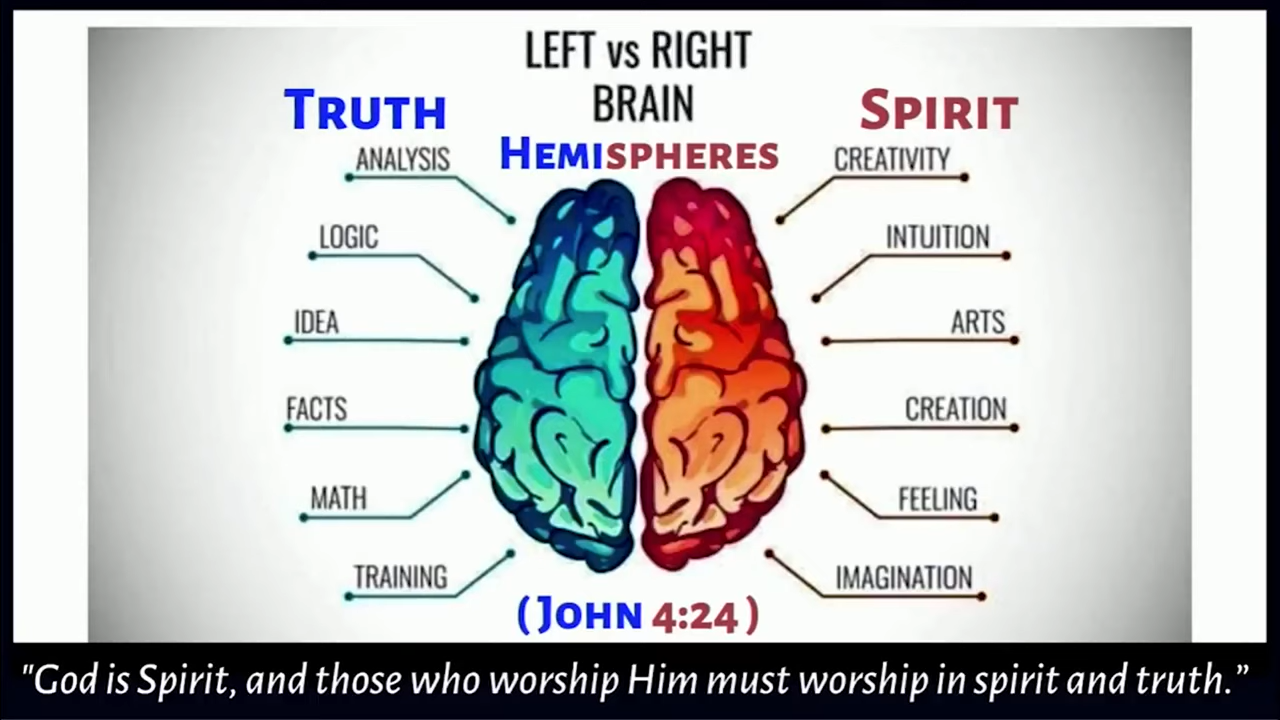 LEFT vs RIGHT
BRAIN
TRUTH
SPIRIT
HEMISPHERES
ANALYSIS
CREATIVITY
LOGIC
INTUITION
IDEA
ARTS
FACTS
CREATION
MATH
FEELING
TRAINING
IMAGINATION
(JOHN 4:24)
"God is Spirit, and those who worship Him must worship in spirit and truth.”